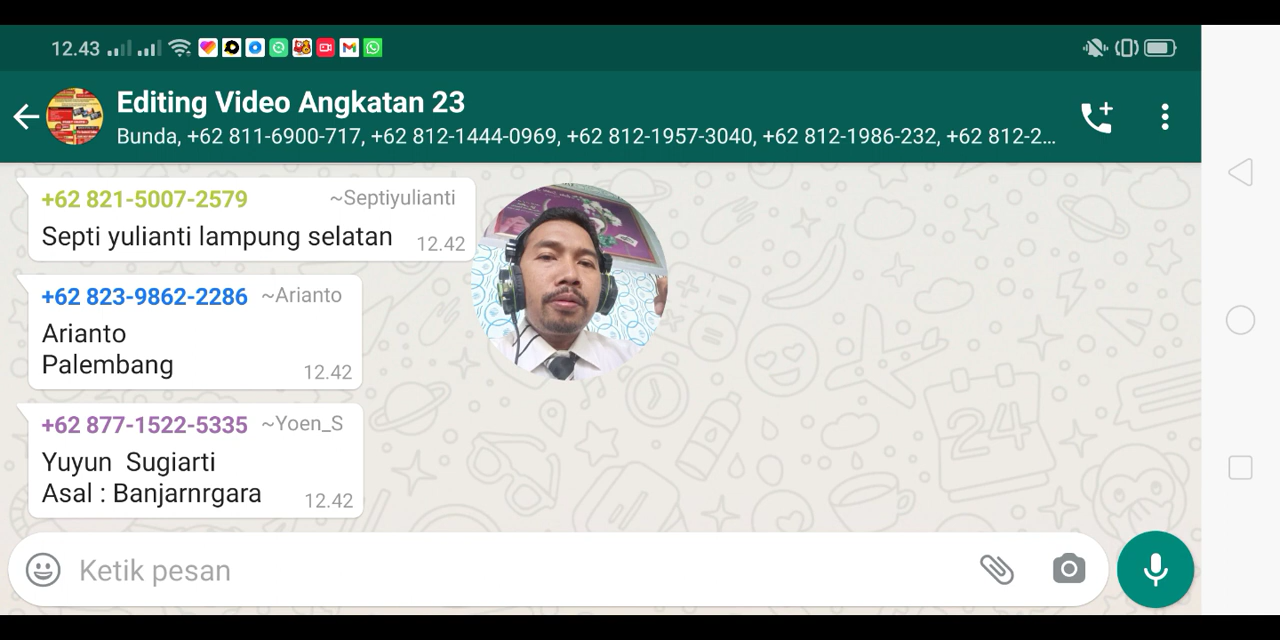 12.43
Editing Video Angkatan 23
Bunda, +62 811-6900-717, +62 812-1444-0969, +62 812-1957-3040, +62 812-1986-232, +62 812-2...
+62 821-5007-2579 ~Septiyulianti
Septi yulianti lampung selatan 12.42
+62 823-9862-2286 ~Arianto
Arianto
Palembang 12.42
+62 877-1522-5335 ~Yoen_S
Yuyun Sugiarti
Asal : Banjarnrgara 12.42
Ketik pesan